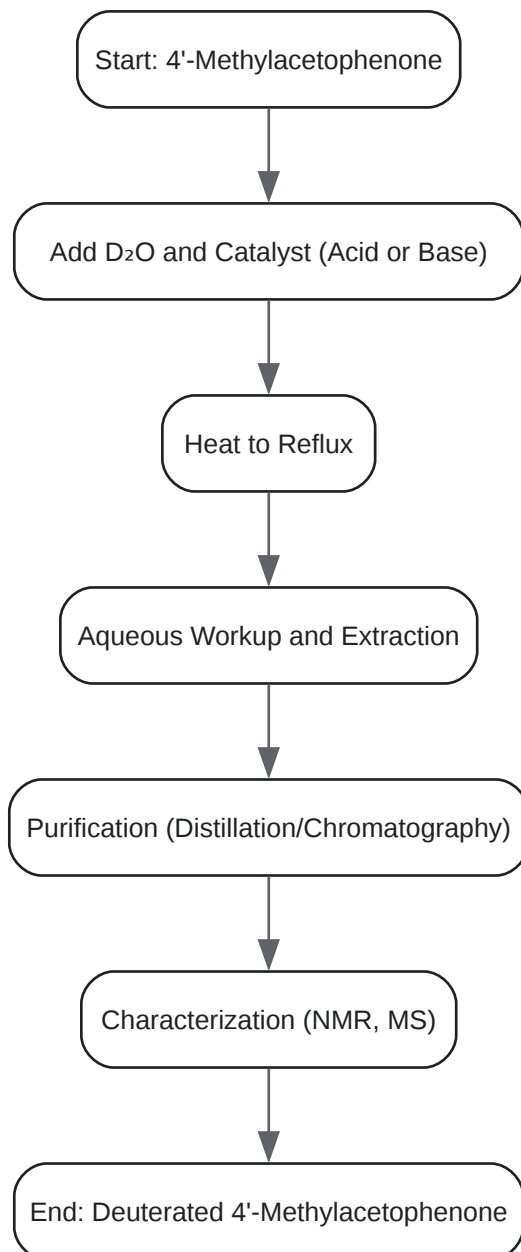 Start: 4'-Methylacetophenone
Add D₂O and Catalyst (Acid or Base)
Heat to Reflux
Aqueous Workup and Extraction
Purification (Distillation/Chromatography)
Characterization (NMR, MS)
End: Deuterated 4'-Methylacetophenone